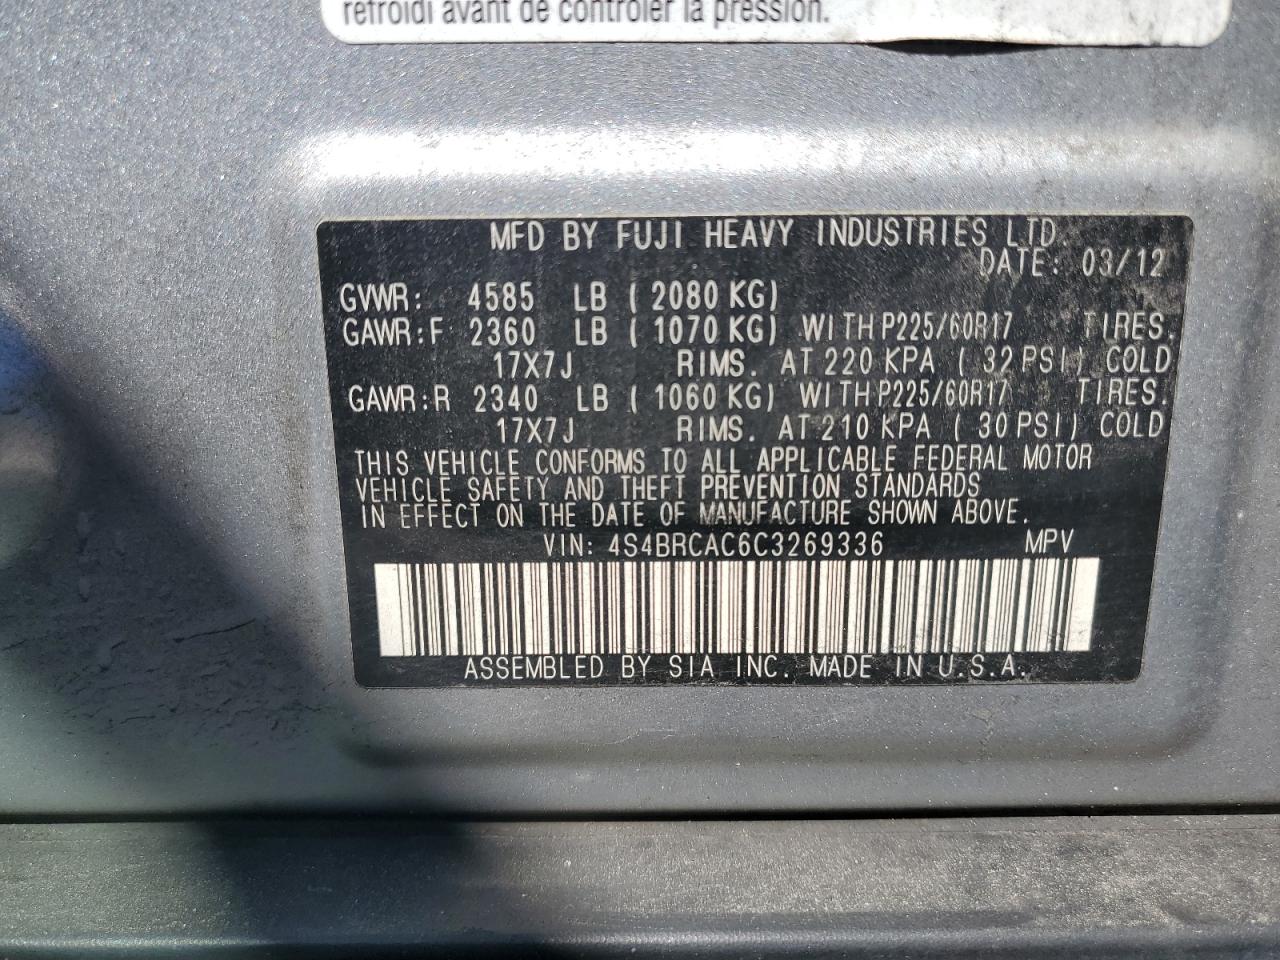 refroidi avant de contrôler la pression.
MFD BY FUJI HEAVY INDUSTRIES LTD.
DATE: 03/12
GVWR: 4585 LB ( 2080 KG)
GAWR:F 2360 LB ( 1070 KG) WITH P225/60R17 TIRES.
17X7J RIMS. AT 220 KPA ( 32 PSI) COLD
GAWR:R 2340 LB ( 1060 KG) WITH P225/60R17 TIRES.
17X7J RIMS. AT 210 KPA ( 30 PSI) COLD
THIS VEHICLE CONFORMS TO ALL APPLICABLE FEDERAL MOTOR
VEHICLE SAFETY AND THEFT PREVENTION STANDARDS
IN EFFECT ON THE DATE OF MANUFACTURE SHOWN ABOVE.
VIN: 4S4BRCAC6C3269336 MPV
ASSEMBLED BY SIA INC. MADE IN U.S.A.